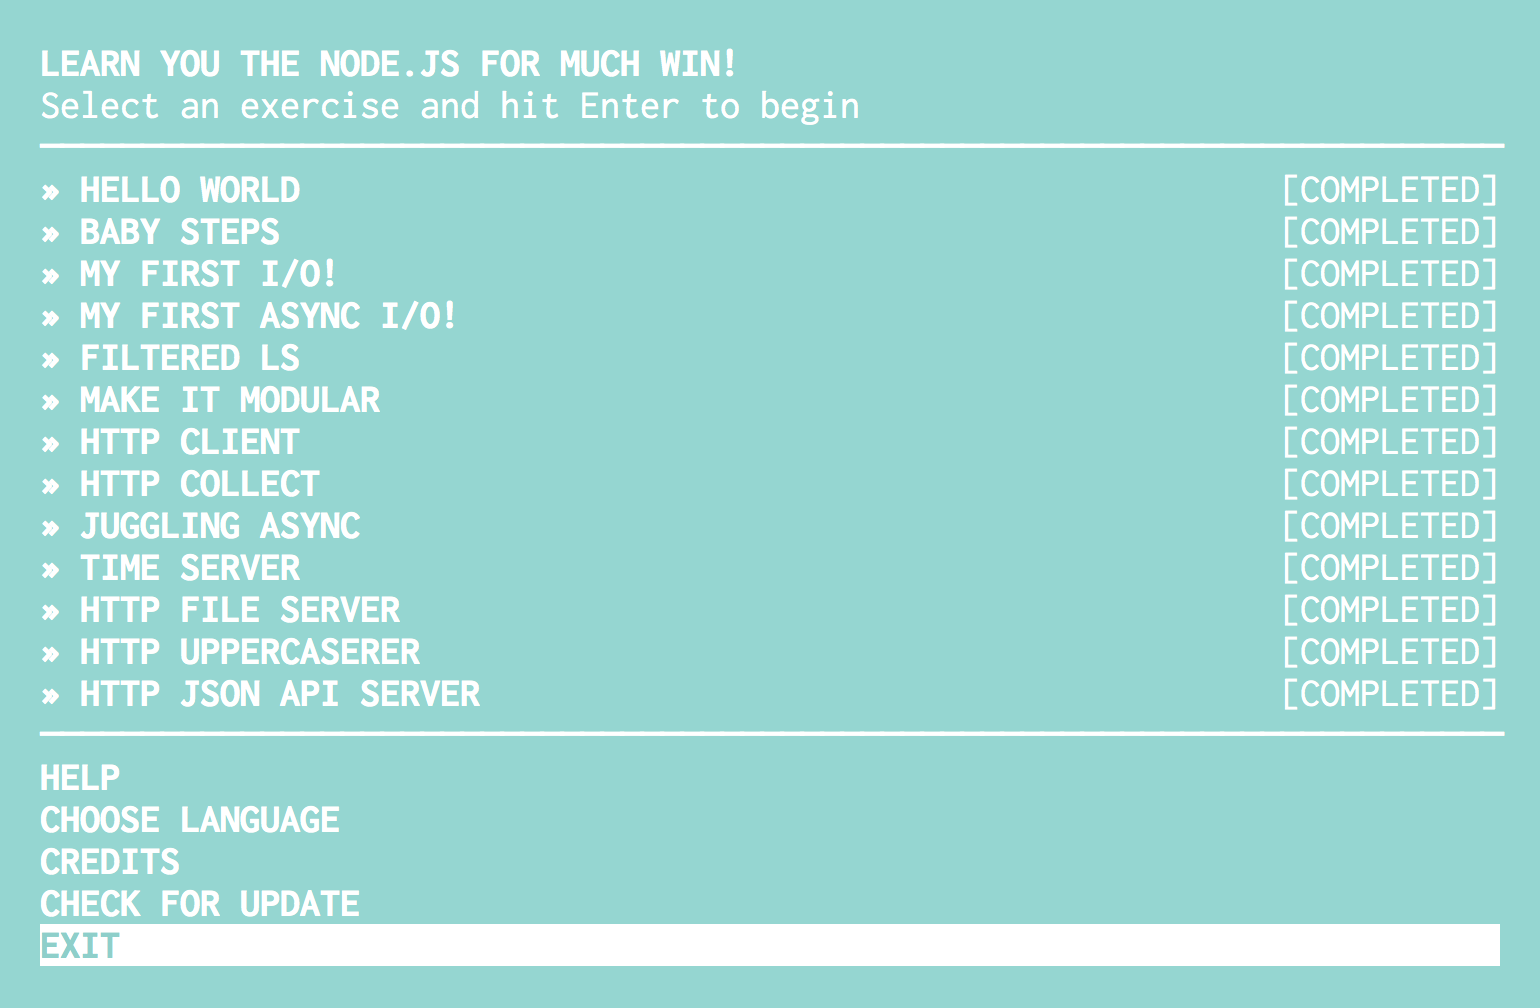 LEARN YOU THE NODE.JS FOR MUCH WIN!
Select an exercise and hit Enter to begin
» HELLO WORLD [COMPLETED]
» BABY STEPS [COMPLETED]
» MY FIRST I/O! [COMPLETED]
» MY FIRST ASYNC I/O! [COMPLETED]
» FILTERED LS [COMPLETED]
» MAKE IT MODULAR [COMPLETED]
» HTTP CLIENT [COMPLETED]
» HTTP COLLECT [COMPLETED]
» JUGGLING ASYNC [COMPLETED]
» TIME SERVER [COMPLETED]
» HTTP FILE SERVER [COMPLETED]
» HTTP UPPERCASERER [COMPLETED]
» HTTP JSON API SERVER [COMPLETED]
HELP
CHOOSE LANGUAGE
CREDITS
CHECK FOR UPDATE
EXIT